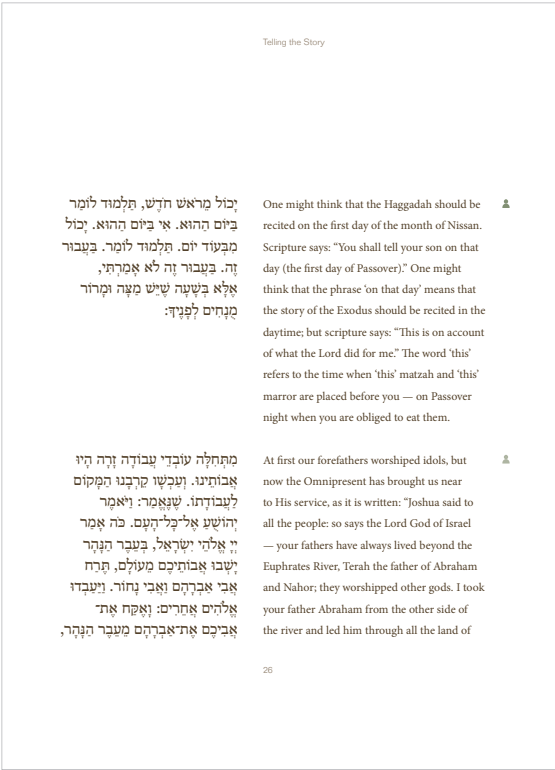 Telling the Story
יָכוֹל מֵרֹאשׁ חֹדֶשׁ, תַּלְמוּד לוֹמַר
בַּיּוֹם הַהוּא. אִי בַּיּוֹם הַהוּא. יָכוֹל
מִבְּעוֹד יוֹם. תַּלְמוּד לוֹמַר. בַּעֲבוּר
זֶה. בַּעֲבוּר זֶה לֹא אָמַרְתִּי,
אֶלָּא בְּשָׁעָה שֶׁיֵּשׁ מַצָּה וּמָרוֹר
מֻנָּחִים לְפָנֶיךָ:
One might think that the Haggadah should be
recited on the first day of the month of Nissan.
Scripture says: “You shall tell your son on that
day (the first day of Passover).” One might
think that the phrase ‘on that day’ means that
the story of the Exodus should be recited in the
daytime; but scripture says: “This is on account
of what the Lord did for me.” The word ‘this’
refers to the time when ‘this’ matzah and ‘this’
marror are placed before you — on Passover
night when you are obliged to eat them.
מִתְּחִלָּה עוֹבְדֵי עֲבוֹדָה זָרָה הָיוּ
אֲבוֹתֵינוּ. וְעַכְשָׁו קֵרְבָנוּ הַמָּקוֹם
לַעֲבוֹדָתוֹ. שֶׁנֶּאֱמַר: וַיֹּאמֶר
יְהוֹשֻׁעַ אֶל־כָּל־הָעָם. כֹּה אָמַר
יְיָ אֱלֹהֵי יִשְׂרָאֵל, בְּעֵבֶר הַנָּהָר
יָשְׁבוּ אֲבוֹתֵיכֶם מֵעוֹלָם, תֶּרַח
אֲבִי אַבְרָהָם וַאֲבִי נָחוֹר. וַיַּעַבְדוּ
אֱלֹהִים אֲחֵרִים: וָאֶקַּח אֶת־
אֲבִיכֶם אֶת־אַבְרָהָם מֵעֵבֶר הַנָּהָר,
At first our forefathers worshiped idols, but
now the Omnipresent has brought us near
to His service, as it is written: “Joshua said to
all the people: so says the Lord God of Israel
— your fathers have always lived beyond the
Euphrates River, Terah the father of Abraham
and Nahor; they worshipped other gods. I took
your father Abraham from the other side of
the river and led him through all the land of
26